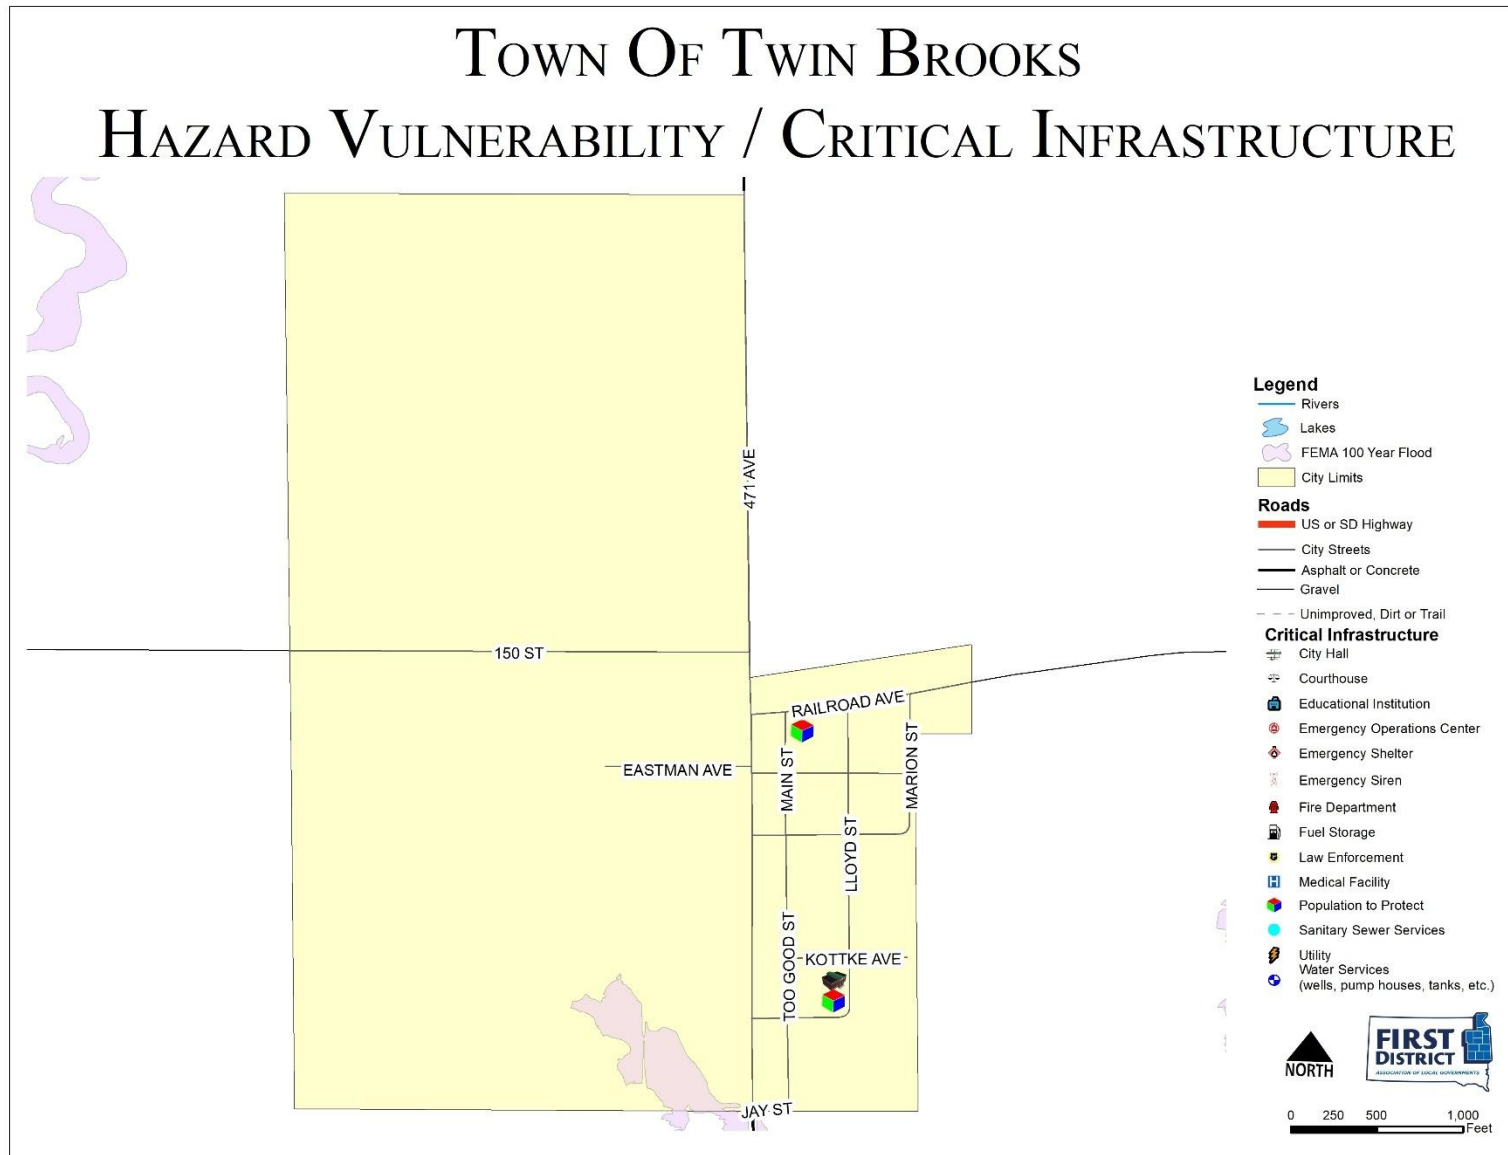 TOWN OF TWIN BROOKS
HAZARD VULNERABILITY / CRITICAL INFRASTRUCTURE
471 AVE
150 ST
RAILROAD AVE
EASTMAN AVE
MAIN ST
MARION ST
LLOYD ST
TOO GOOD ST
KOTTKE AVE
JAY ST
Legend
Rivers
Lakes
FEMA 100 Year Flood
City Limits
Roads
US or SD Highway
City Streets
Asphalt or Concrete
Gravel
Unimproved, Dirt or Trail
Critical Infrastructure
City Hall
Courthouse
Educational Institution
Emergency Operations Center
Emergency Shelter
Emergency Siren
Fire Department
Fuel Storage
Law Enforcement
Medical Facility
Population to Protect
Sanitary Sewer Services
Utility
Water Services
(wells, pump houses, tanks, etc.)
NORTH
FIRST
DISTRICT
ASSOCIATION OF LOCAL GOVERNMENTS
0 250 500 1,000
Feet